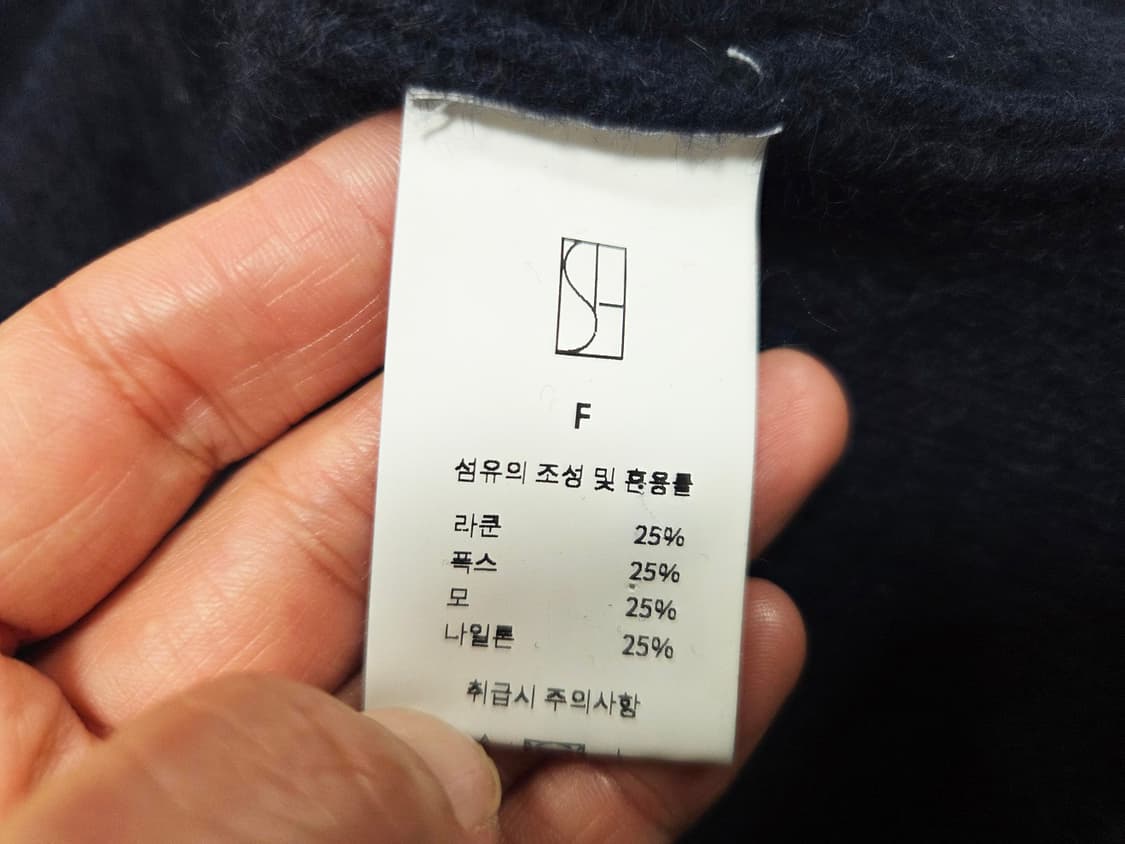 F
섬유의 조성 및 혼용률
라쿤 25%
폭스 25%
모 25%
나일론 25%
취급시 주의사항